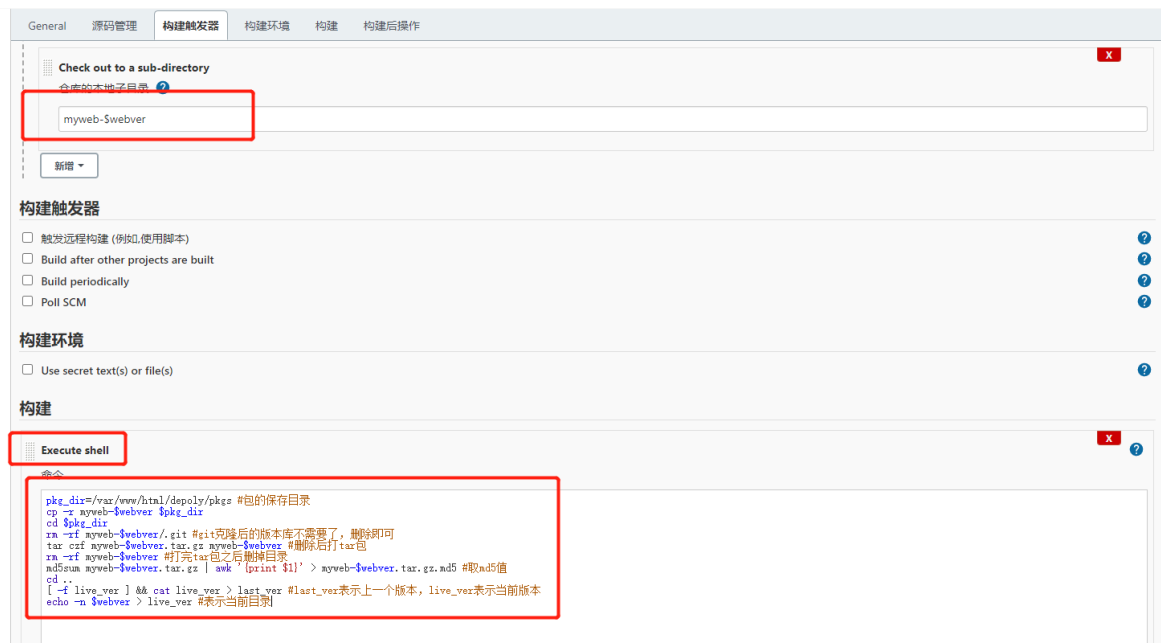 General 源码管理 构建触发器 构建环境 构建 构建后操作
X
Check out to a sub-directory
仓库的本地子目录 ?
myweb-$webver
新增
构建触发器
触发远程构建 (例如,使用脚本) ?
Build after other projects are built ?
Build periodically ?
Poll SCM ?
构建环境
Use secret text(s) or file(s) ?
构建
X
Execute shell ?
命令
pkg_dir=/var/www/html/depoly/pkgs #包的保存目录
cp -r myweb-$webver $pkg_dir
cd $pkg_dir
rm -rf myweb-$webver/.git #git克隆后的版本库不需要了，删除即可
tar czf myweb-$webver.tar.gz myweb-$webver #删除后打tar包
rm -rf myweb-$webver #打完tar包之后删掉目录
md5sum myweb-$webver.tar.gz | awk '{print $1}' > myweb-$webver.tar.gz.md5 #取md5值
cd ..
[ -f live_ver ] && cat live_ver > last_ver #last_ver表示上一个版本，live_ver表示当前版本
echo -n $webver > live_ver #表示当前目录